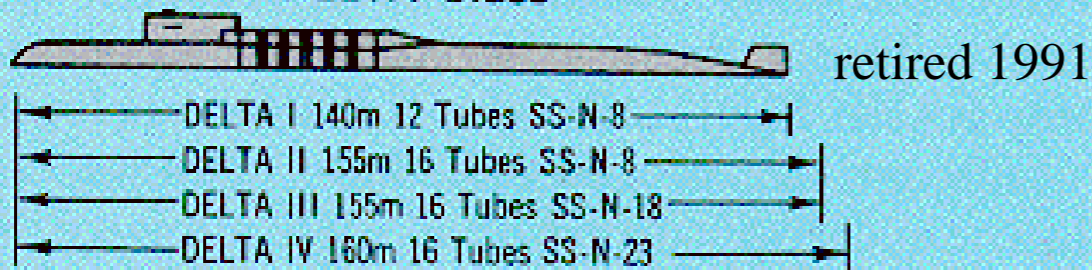 retired 1991
DELTA I 140m 12 Tubes SS-N-8
DELTA II 155m 16 Tubes SS-N-8
DELTA III 155m 16 Tubes SS-N-18
DELTA IV 160m 16 Tubes SS-N-23